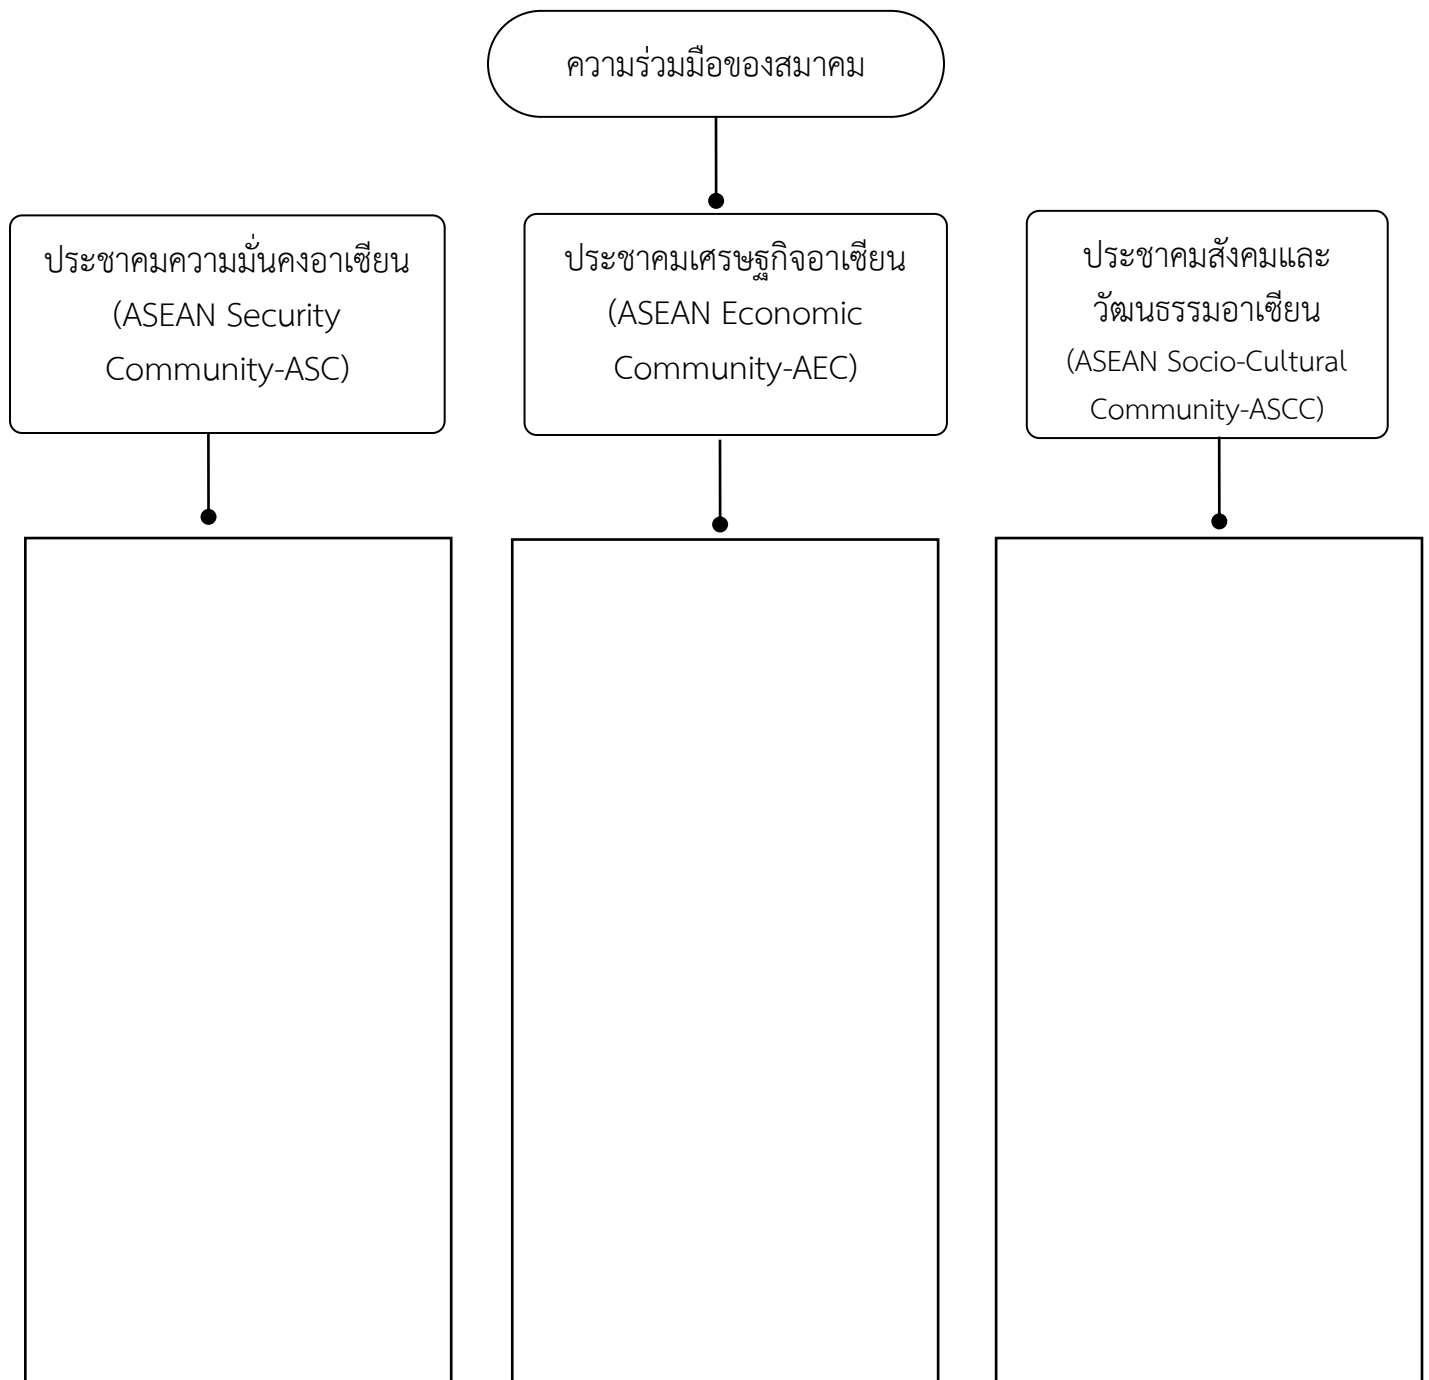 ความร่วมมือของสมาคม
ประชาคมความมั่นคงอาเซียน
(ASEAN Security
Community-ASC)
ประชาคมเศรษฐกิจอาเซียน
(ASEAN Economic
Community-AEC)
ประชาคมสังคมและ
วัฒนธรรมอาเซียน
(ASEAN Socio-Cultural
Community-ASCC)